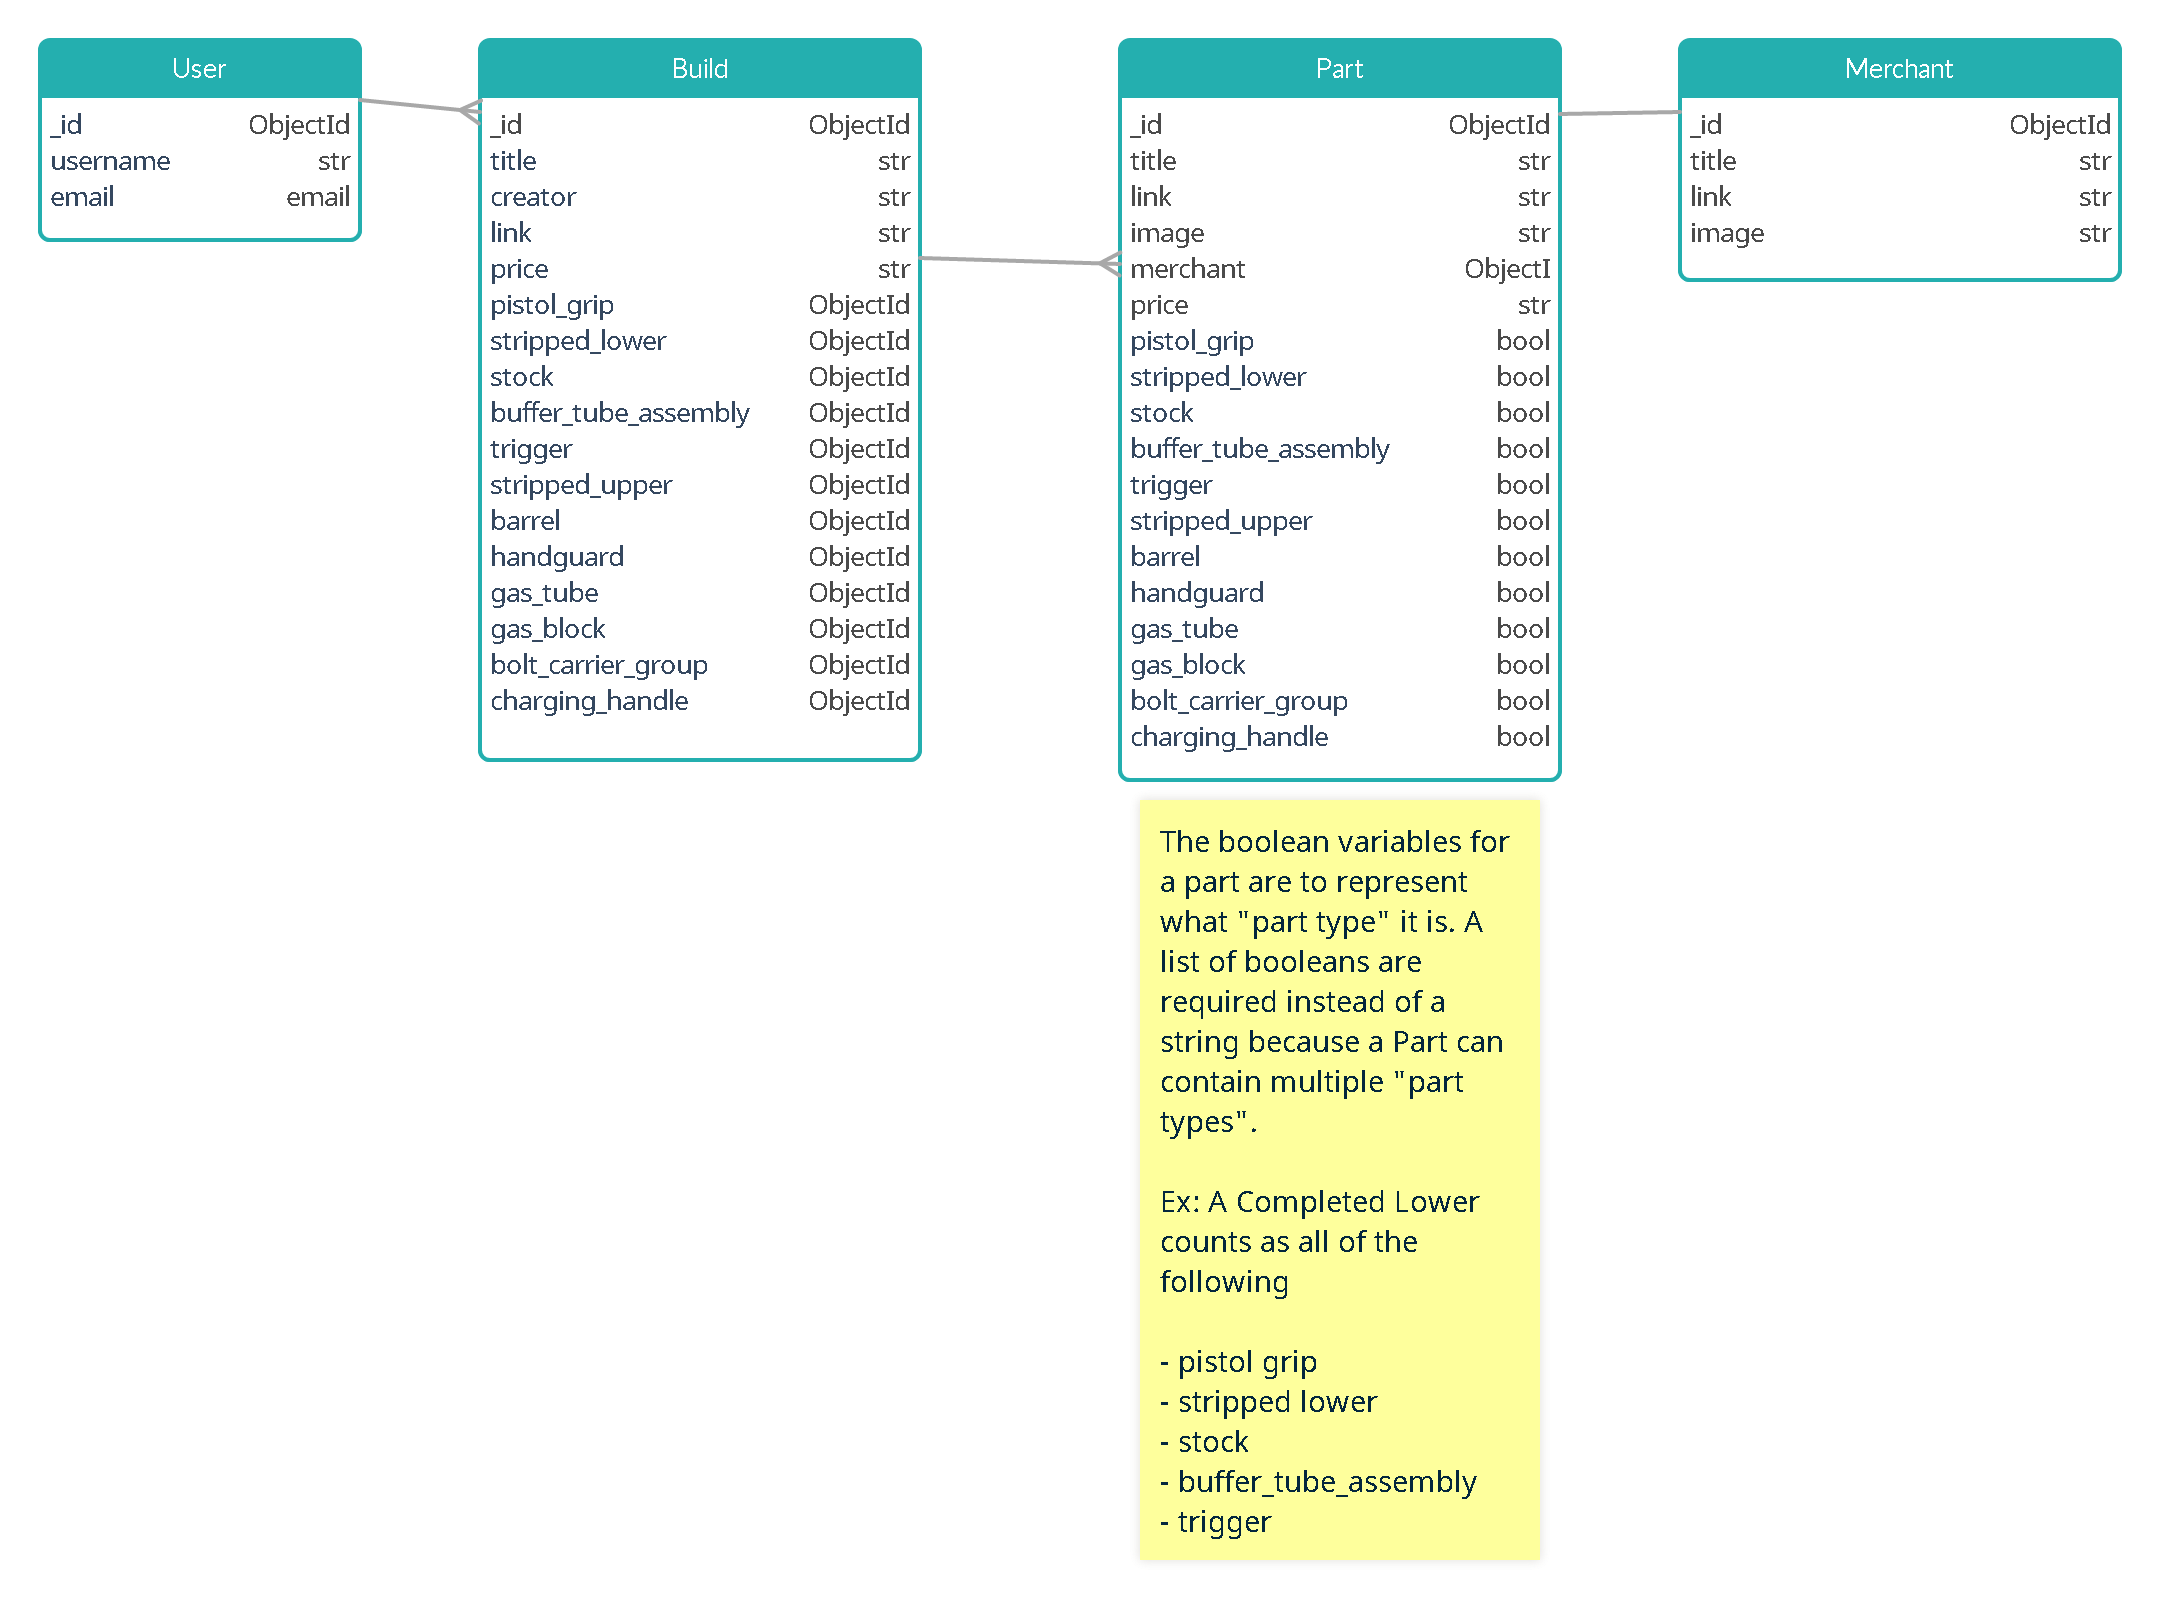 User
_id ObjectId
username str
email email
Build
_id ObjectId
title str
creator str
link str
price str
pistol_grip ObjectId
stripped_lower ObjectId
stock ObjectId
buffer_tube_assembly ObjectId
trigger ObjectId
stripped_upper ObjectId
barrel ObjectId
handguard ObjectId
gas_tube ObjectId
gas_block ObjectId
bolt_carrier_group ObjectId
charging_handle ObjectId
Part
_id ObjectId
title str
link str
image str
merchant ObjectI
price str
pistol_grip bool
stripped_lower bool
stock bool
buffer_tube_assembly bool
trigger bool
stripped_upper bool
barrel bool
handguard bool
gas_tube bool
gas_block bool
bolt_carrier_group bool
charging_handle bool
Merchant
_id ObjectId
title str
link str
image str
The boolean variables for
a part are to represent
what "part type" it is. A
list of booleans are
required instead of a
string because a Part can
contain multiple "part
types".
Ex: A Completed Lower
counts as all of the
following
- pistol grip
- stripped lower
- stock
- buffer_tube_assembly
- trigger